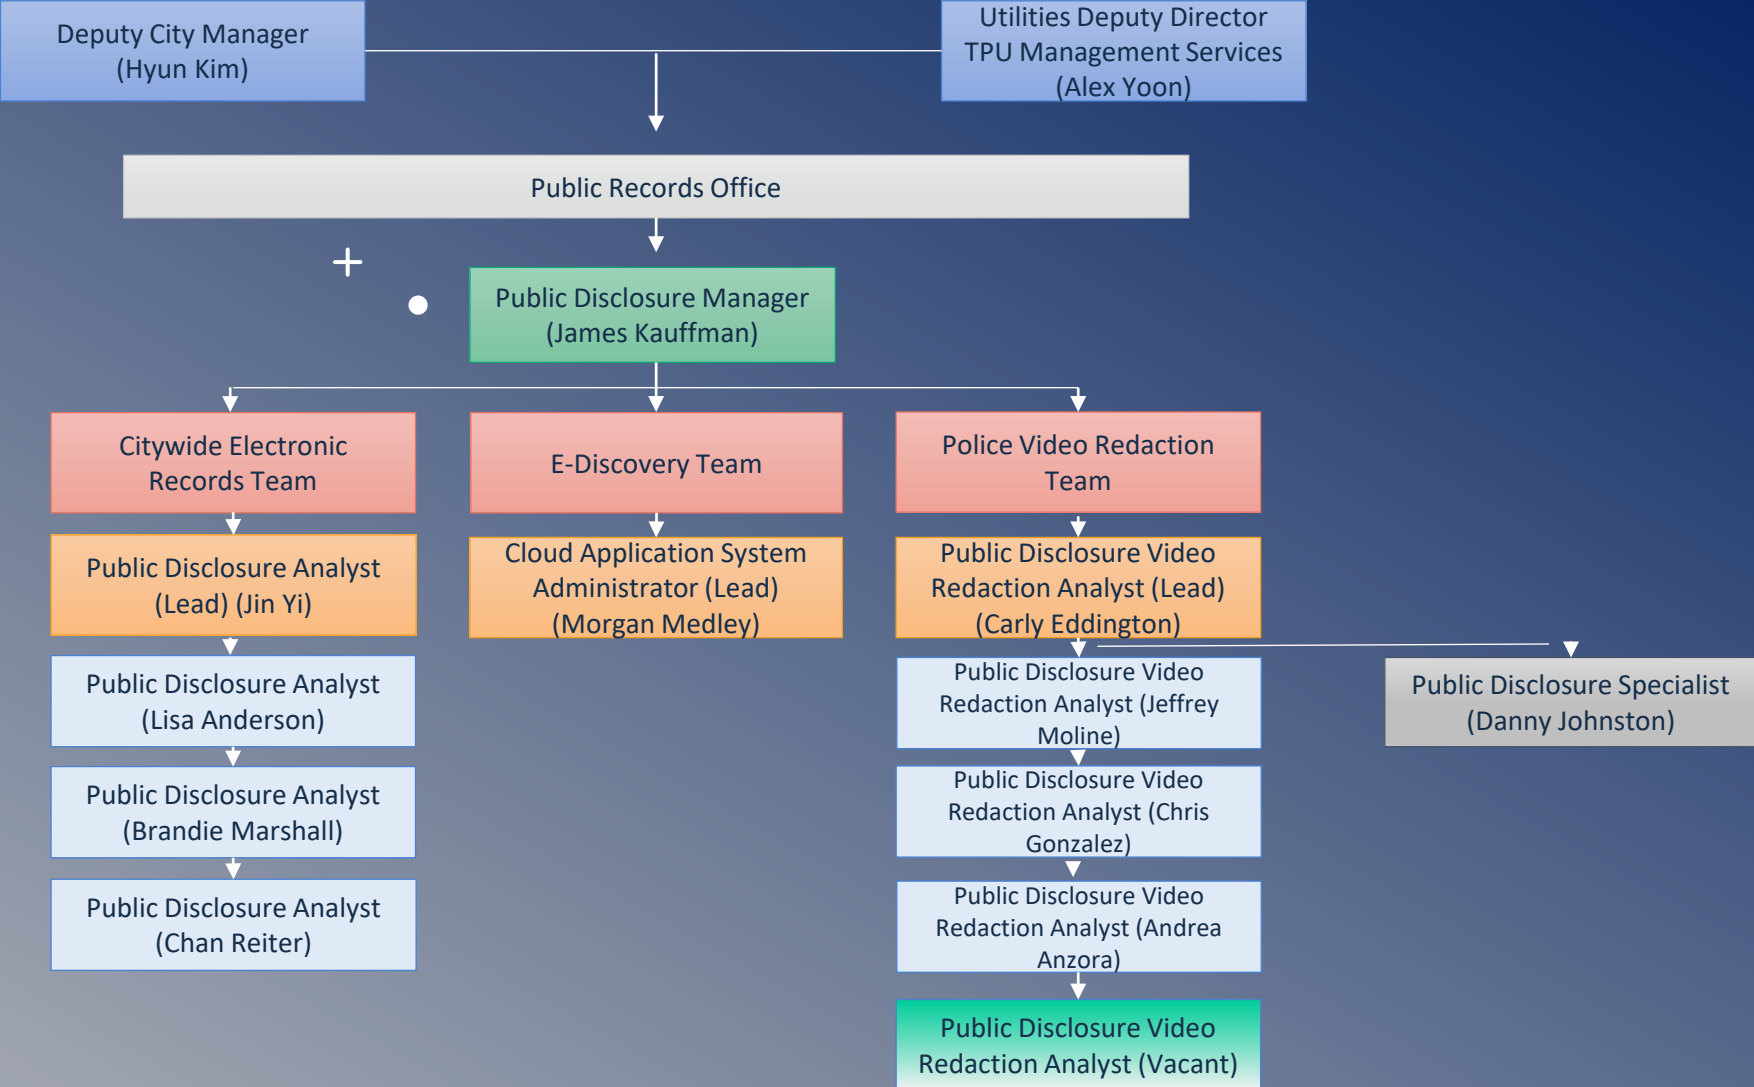 Deputy City Manager
(Hyun Kim)
Utilities Deputy Director
TPU Management Services
(Alex Yoon)
Public Records Office
Public Disclosure Manager
(James Kauffman)
Citywide Electronic
Records Team
E-Discovery Team
Police Video Redaction
Team
Public Disclosure Analyst
(Lead) (Jin Yi)
Cloud Application System
Administrator (Lead)
(Morgan Medley)
Public Disclosure Video
Redaction Analyst (Lead)
(Carly Eddington)
Public Disclosure Analyst
(Lisa Anderson)
Public Disclosure Video
Redaction Analyst (Jeffrey
Moline)
Public Disclosure Specialist
(Danny Johnston)
Public Disclosure Analyst
(Brandie Marshall)
Public Disclosure Video
Redaction Analyst (Chris
Gonzalez)
Public Disclosure Analyst
(Chan Reiter)
Public Disclosure Video
Redaction Analyst (Andrea
Anzora)
Public Disclosure Video
Redaction Analyst (Vacant)